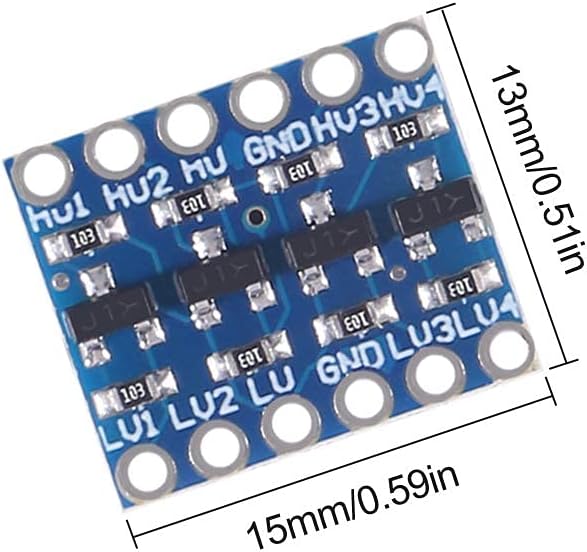 HV1 HV2 HV GND HV3 HV4
103 103 103 103
J1Y J1Y J1Y J1Y
103 103 103 103
LV1 LV2 LV GND LV3 LV4
13mm/0.51in
15mm/0.59in